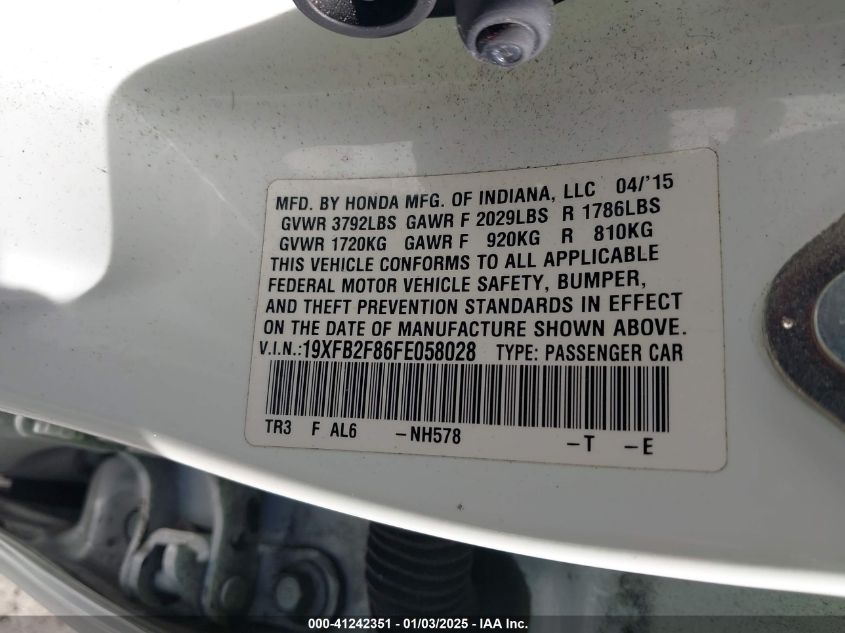 MFD. BY HONDA MFG. OF INDIANA, LLC 04/'15
GVWR 3792LBS GAWR F 2029LBS R 1786LBS
GVWR 1720KG GAWR F 920KG R 810KG
THIS VEHICLE CONFORMS TO ALL APPLICABLE
FEDERAL MOTOR VEHICLE SAFETY, BUMPER,
AND THEFT PREVENTION STANDARDS IN EFFECT
ON THE DATE OF MANUFACTURE SHOWN ABOVE.
V.I.N.:19XFB2F86FE058028 TYPE: PASSENGER CAR
TR3 F AL6 -NH578 -T -E
000-41242351 - 01/03/2025 - IAA Inc.